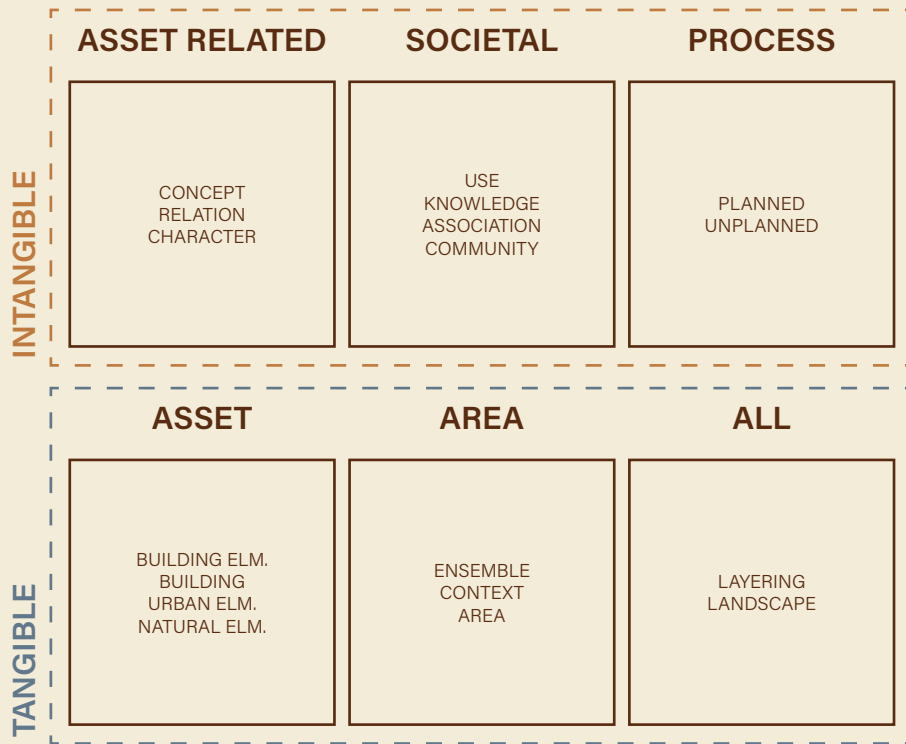 INTANGIBLE
ASSET RELATED
CONCEPT
RELATION
CHARACTER
SOCIETAL
USE
KNOWLEDGE
ASSOCIATION
COMMUNITY
PROCESS
PLANNED
UNPLANNED
TANGIBLE
ASSET
BUILDING ELM.
BUILDING
URBAN ELM.
NATURAL ELM.
AREA
ENSEMBLE
CONTEXT
AREA
ALL
LAYERING
LANDSCAPE